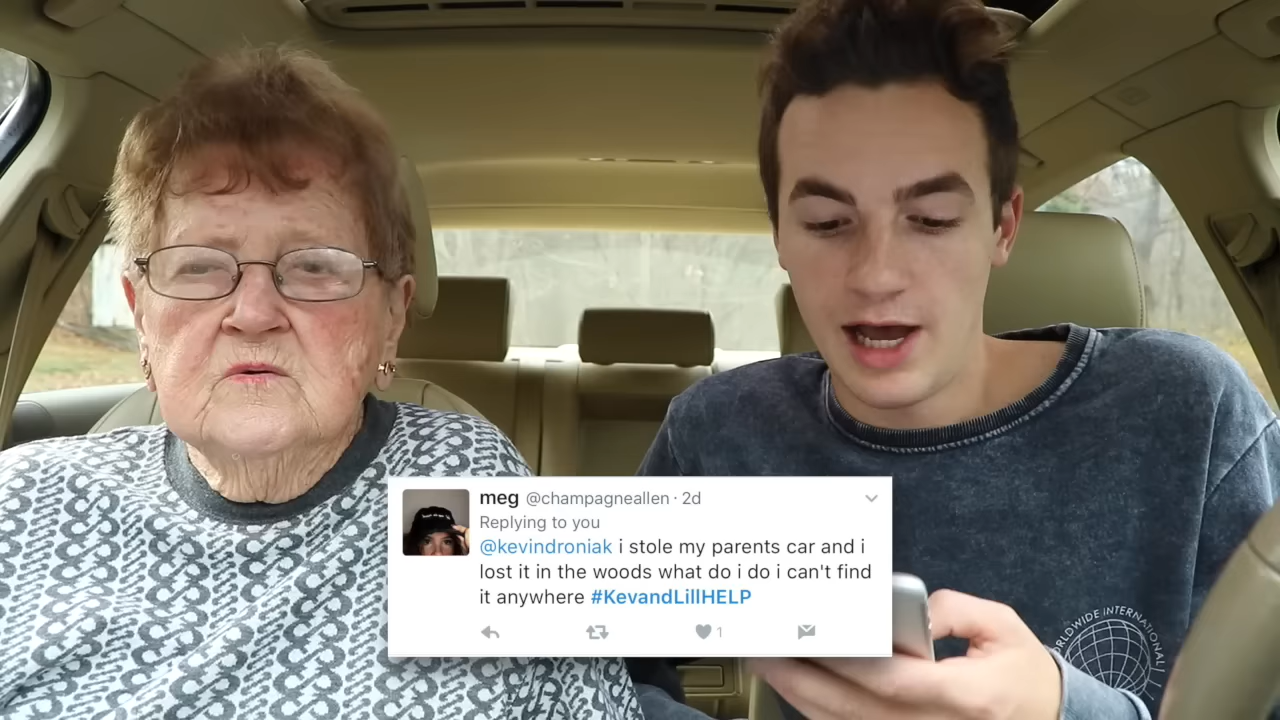 meg @champagneallen · 2d
Replying to you
@kevindroniak i stole my parents car and i
lost it in the woods what do i do i can't find
it anywhere #KevandLillHELP
1
WORLDWIDE INTERNATIONAL